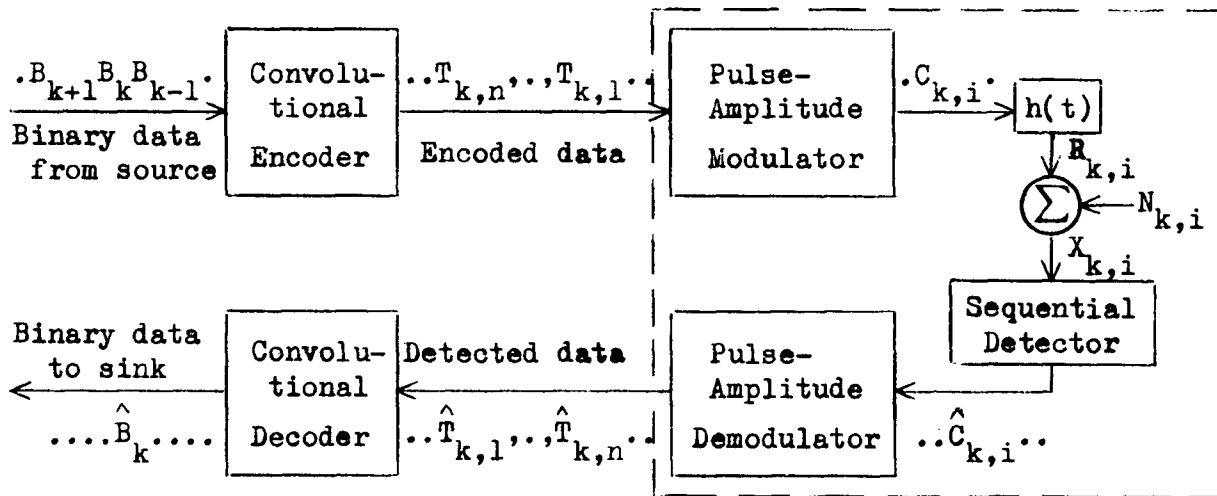 .B_{k+1}B_kB_{k-1}.
Binary data
from source
Convolu-
tional
Encoder
..T_{k,n},.,T_{k,1}..
Encoded data
Pulse-
Amplitude
Modulator
.C_{k,i}.
h(t)
R_{k,i}
Σ
N_{k,i}
X_{k,i}
Sequential
Detector
Binary data
to sink
....B̂_k....
Convolu-
tional
Decoder
Detected data
..T̂_{k,1},.,T̂_{k,n}..
Pulse-
Amplitude
Demodulator
..Ĉ_{k,i}..